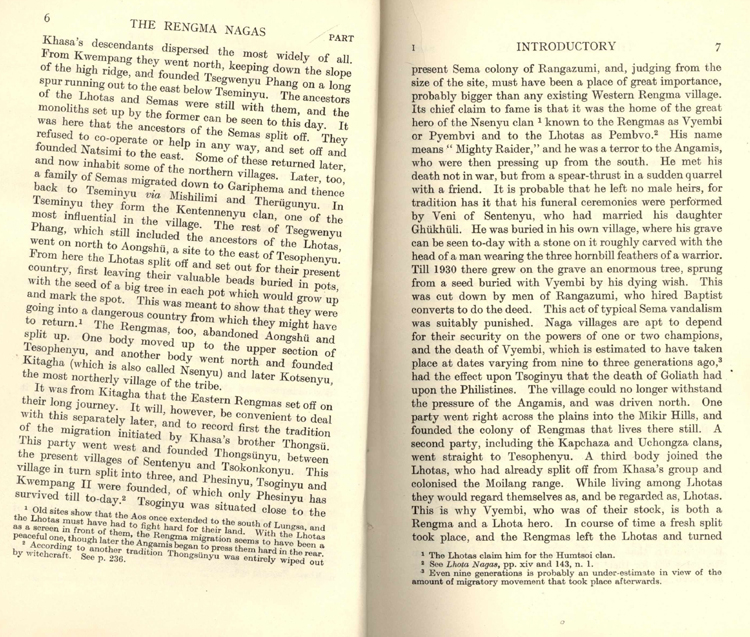 6
THE RENGMA NAGAS
PART
Khasa's descendants dispersed the most widely of all.
From Kwempang they went north, keeping down the slope
of the high ridge, and founded Tsegwenyu Phang on a long
spur running out to the east below Tseminyu. The ancestors
of the Lhotas and Semas were still with them, and the
monoliths set up by the former can be seen to this day. It
was here that the ancestors of the Semas split off. They
refused to co-operate or help in any way, and set off and
founded Natsimi to the east. Some of these returned later,
and now inhabit some of the northern villages. Later, too,
a family of Semas migrated down to Gariphema and thence
back to Tseminyu via Mishilimi and Therügunyu. In
Tseminyu they form the Kentennenyu clan, one of the
most influential in the village. The rest of Tsegwenyu
Phang, which still included the ancestors of the Lhotas,
went on north to Aongshü, a site to the east of Tesophenyu.
From here the Lhotas split off and set out for their present
country, first leaving their valuable beads buried in pots,
with the seed of a big tree in each pot which would grow up
and mark the spot. This was meant to show that they were
going into a dangerous country from which they might have
to return.¹ The Rengmas, too, abandoned Aongshü and
split up. One body moved up to the upper section of
Tesophenyu, and another body went north and founded
Kitagha (which is also called Nsenyu) and later Kotsenyu,
the most northerly village of the tribe.
It was from Kitagha that the Eastern Rengmas set off on
their long journey. It will, however, be convenient to deal
with this separately later, and to record first the tradition
of the migration initiated by Khasa's brother Thongsü.
This party went west and founded Thongsünyu, between
the present villages of Sentenyu and Tsokonkonyu. This
village in turn split into three, and Phesinyu, Tsoginyu and
Kwempang II were founded, of which only Phesinyu has
survived till to-day.² Tsoginyu was situated close to the
¹ Old sites show that the Aos once extended to the south of Lungsa, and
the Lhotas must have had to fight hard for their land. With the Lhotas
as a screen in front of them, the Rengma migration seems to have been a
peaceful one, though later the Angamis began to press them hard in the rear.
² According to another tradition Thongsünyu was entirely wiped out
by witchcraft. See p. 236.
I
INTRODUCTORY
7
present Sema colony of Rangazumi, and, judging from the
size of the site, must have been a place of great importance,
probably bigger than any existing Western Rengma village.
Its chief claim to fame is that it was the home of the great
hero of the Nsenyu clan ¹ known to the Rengmas as Vyembi
or Pyembvi and to the Lhotas as Pembvo.² His name
means "Mighty Raider," and he was a terror to the Angamis,
who were then pressing up from the south. He met his
death not in war, but from a spear-thrust in a sudden quarrel
with a friend. It is probable that he left no male heirs, for
tradition has it that his funeral ceremonies were performed
by Veni of Sentenyu, who had married his daughter
Ghükhüli. He was buried in his own village, where his grave
can be seen to-day with a stone on it roughly carved with the
head of a man wearing the three hornbill feathers of a warrior.
Till 1930 there grew on the grave an enormous tree, sprung
from a seed buried with Vyembi by his dying wish. This
was cut down by men of Rangazumi, who hired Baptist
converts to do the deed. This act of typical Sema vandalism
was suitably punished. Naga villages are apt to depend
for their security on the powers of one or two champions,
and the death of Vyembi, which is estimated to have taken
place at dates varying from nine to three generations ago,³
had the effect upon Tsoginyu that the death of Goliath had
upon the Philistines. The village could no longer withstand
the pressure of the Angamis, and was driven north. One
party went right across the plains into the Mikir Hills, and
founded the colony of Rengmas that lives there still. A
second party, including the Kapchaza and Uchongza clans,
went straight to Tesophenyu. A third body joined the
Lhotas, who had already split off from Khasa's group and
colonised the Moilang range. While living among Lhotas
they would regard themselves as, and be regarded as, Lhotas.
This is why Vyembi, who was of their stock, is both a
Rengma and a Lhota hero. In course of time a fresh split
took place, and the Rengmas left the Lhotas and turned
¹ The Lhotas claim him for the Humtsoi clan.
² See Lhota Nagas, pp. xiv and 143, n. 1.
³ Even nine generations is probably an under-estimate in view of the
amount of migratory movement that took place afterwards.